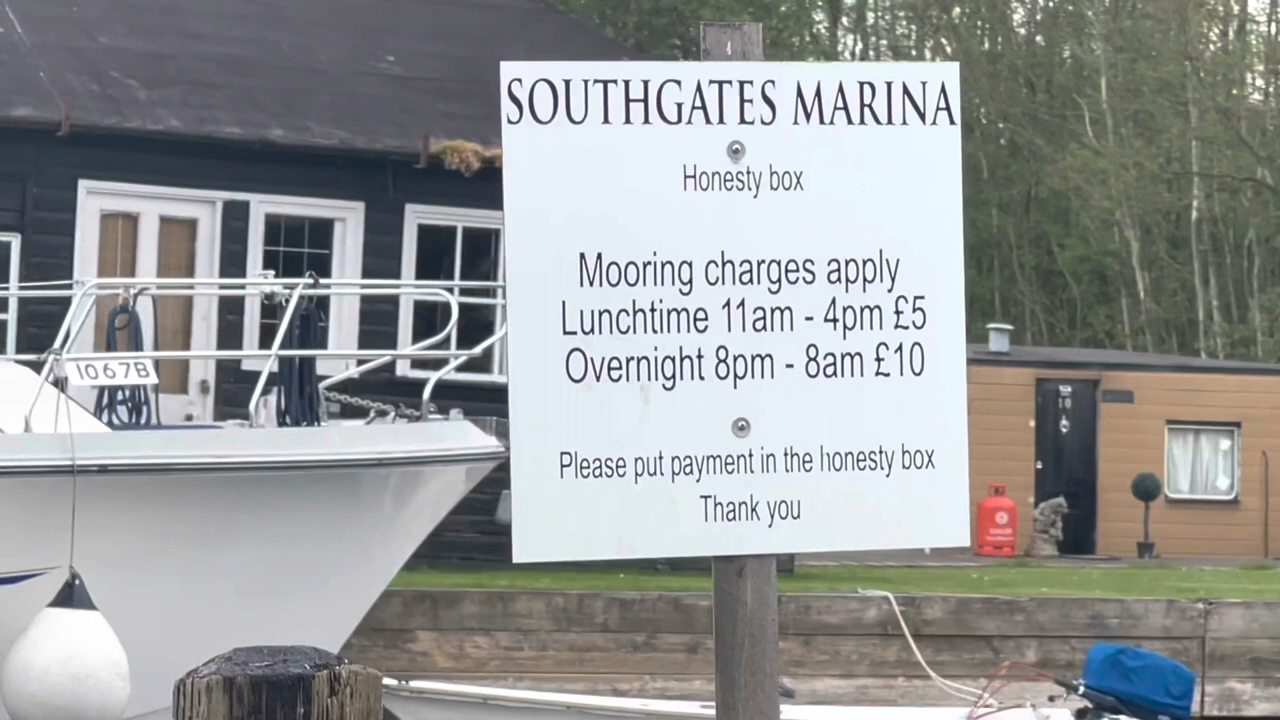 SOUTHGATES MARINA
Honesty box
Mooring charges apply
Lunchtime 11am - 4pm £5
Overnight 8pm - 8am £10
Please put payment in the honesty box
Thank you
1067B